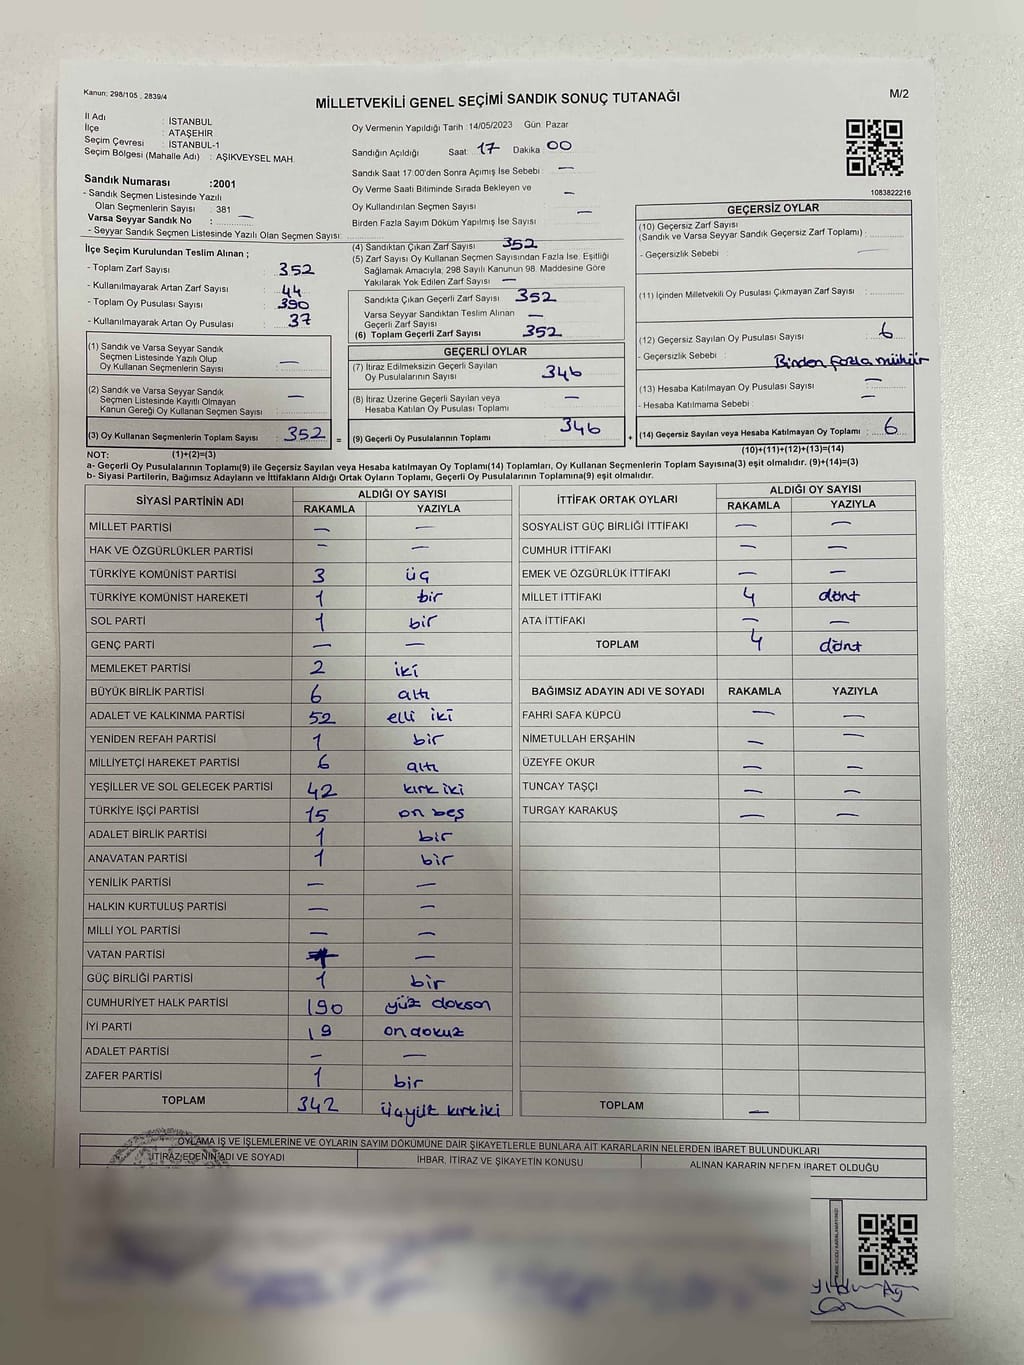 Kanun: 298/105 , 2839/4
MİLLETVEKİLİ GENEL SEÇİMİ SANDIK SONUÇ TUTANAĞI
M/2
İl Adı : İSTANBUL
İlçe : ATAŞEHİR
Seçim Çevresi : İSTANBUL-1
Seçim Bölgesi (Mahalle Adı) : AŞIKVEYSEL MAH.
Sandık Numarası :2001
- Sandık Seçmen Listesinde Yazılı
Olan Seçmenlerin Sayısı : 381
Varsa Seyyar Sandık No : —
- Seyyar Sandık Seçmen Listesinde Yazılı Olan Seçmen Sayısı:
Oy Vermenin Yapıldığı Tarih :14/05/2023 Gün: Pazar
Sandığın Açıldığı Saat: 17 Dakika: 00
Sandık Saat 17:00'den Sonra Açımış İse Sebebi : —
Oy Verme Saati Bitiminde Sırada Bekleyen ve —
Oy Kullandırılan Seçmen Sayısı
Birden Fazla Sayım Döküm Yapılmış İse Sayısı —
1083822216
İlçe Seçim Kurulundan Teslim Alınan ;
- Toplam Zarf Sayısı : 352
- Kullanılmayarak Artan Zarf Sayısı : 44
- Toplam Oy Pusulası Sayısı : 390
- Kullanılmayarak Artan Oy Pusulası : 37
(1) Sandık ve Varsa Seyyar Sandık
Seçmen Listesinde Yazılı Olup
Oy Kullanan Seçmenlerin Sayısı : —
(2) Sandık ve Varsa Seyyar Sandık
Seçmen Listesinde Kayıtlı Olmayan
Kanun Gereği Oy Kullanan Seçmen Sayısı : —
(3) Oy Kullanan Seçmenlerin Toplam Sayısı : 352 =
(4) Sandıktan Çıkan Zarf Sayısı : 352
(5) Zarf Sayısı Oy Kullanan Seçmen Sayısından Fazla İse, Eşitliği
Sağlamak Amacıyla; 298 Sayılı Kanunun 98. Maddesine Göre
Yakılarak Yok Edilen Zarf Sayısı : —
Sandıkta Çıkan Geçerli Zarf Sayısı : 352
Varsa Seyyar Sandıktan Teslim Alınan
Geçerli Zarf Sayısı : —
(6) Toplam Geçerli Zarf Sayısı : 352
GEÇERLİ OYLAR
(7) İtiraz Edilmeksizin Geçerli Sayılan
Oy Pusulalarının Sayısı : 346
(8) İtiraz Üzerine Geçerli Sayılan veya
Hesaba Katılan Oy Pusulası Toplamı : —
(9) Geçerli Oy Pusulalarının Toplamı : 346 +
GEÇERSİZ OYLAR
(10) Geçersiz Zarf Sayısı
(Sandık ve Varsa Seyyar Sandık Geçersiz Zarf Toplamı) :
- Geçersizlik Sebebi : —
(11) İçinden Milletvekili Oy Pusulası Çıkmayan Zarf Sayısı :
(12) Geçersiz Sayılan Oy Pusulası Sayısı : 6
- Geçersizlik Sebebi : Birden fazla mühür
(13) Hesaba Katılmayan Oy Pusulası Sayısı : —
- Hesaba Katılmama Sebebi : —
(14) Geçersiz Sayılan veya Hesaba Katılmayan Oy Toplamı : 6
NOT: (1)+(2)=(3) (10)+(11)+(12)+(13)=(14)
a- Geçerli Oy Pusulalarının Toplamı(9) ile Geçersiz Sayılan veya Hesaba katılmayan Oy Toplamı(14) Toplamları, Oy Kullanan Seçmenlerin Toplam Sayısına(3) eşit olmalıdır. (9)+(14)=(3)
b- Siyasi Partilerin, Bağımsız Adayların ve İttifakların Aldığı Ortak Oyların Toplamı, Geçerli Oy Pusulalarının Toplamına(9) eşit olmalıdır.
SİYASİ PARTİNİN ADI ALDIĞI OY SAYISI
RAKAMLA YAZIYLA
MİLLET PARTİSİ — —
HAK VE ÖZGÜRLÜKLER PARTİSİ — —
TÜRKİYE KOMÜNİST PARTİSİ 3 üç
TÜRKİYE KOMÜNİST HAREKETİ 1 bir
SOL PARTİ 1 bir
GENÇ PARTİ — —
MEMLEKET PARTİSİ 2 iki
BÜYÜK BİRLİK PARTİSİ 6 altı
ADALET VE KALKINMA PARTİSİ 52 elli iki
YENİDEN REFAH PARTİSİ 1 bir
MİLLİYETÇİ HAREKET PARTİSİ 6 altı
YEŞİLLER VE SOL GELECEK PARTİSİ 42 kırk iki
TÜRKİYE İŞÇİ PARTİSİ 15 on beş
ADALET BİRLİK PARTİSİ 1 bir
ANAVATAN PARTİSİ 1 bir
YENİLİK PARTİSİ — —
HALKIN KURTULUŞ PARTİSİ — —
MİLLİ YOL PARTİSİ — —
VATAN PARTİSİ —
GÜÇ BİRLİĞİ PARTİSİ 1 bir
CUMHURİYET HALK PARTİSİ 190 yüz doksan
İYİ PARTİ 19 on dokuz
ADALET PARTİSİ — —
ZAFER PARTİSİ 1 bir
TOPLAM 342 üçyüz kırk iki
İTTİFAK ORTAK OYLARI ALDIĞI OY SAYISI
RAKAMLA YAZIYLA
SOSYALİST GÜÇ BİRLİĞİ İTTİFAKI — —
CUMHUR İTTİFAKI — —
EMEK VE ÖZGÜRLÜK İTTİFAKI — —
MİLLET İTTİFAKI 4 dört
ATA İTTİFAKI — —
TOPLAM 4 dört
BAĞIMSIZ ADAYIN ADI VE SOYADI RAKAMLA YAZIYLA
FAHRİ SAFA KÜPCÜ — —
NİMETULLAH ERŞAHİN — —
ÜZEYFE OKUR — —
TUNCAY TAŞÇI — —
TURGAY KARAKUŞ — —
TOPLAM —
OYLAMA İŞ VE İŞLEMLERİNE VE OYLARIN SAYIM DÖKÜMÜNE DAİR ŞİKAYETLERLE BUNLARA AİT KARARLARIN NELERDEN İBARET BULUNDUKLARI
İTİRAZ EDENİN ADI VE SOYADI İHBAR, İTİRAZ VE ŞİKAYETİN KONUSU ALINAN KARARIN NEDEN İBARET OLDUĞU